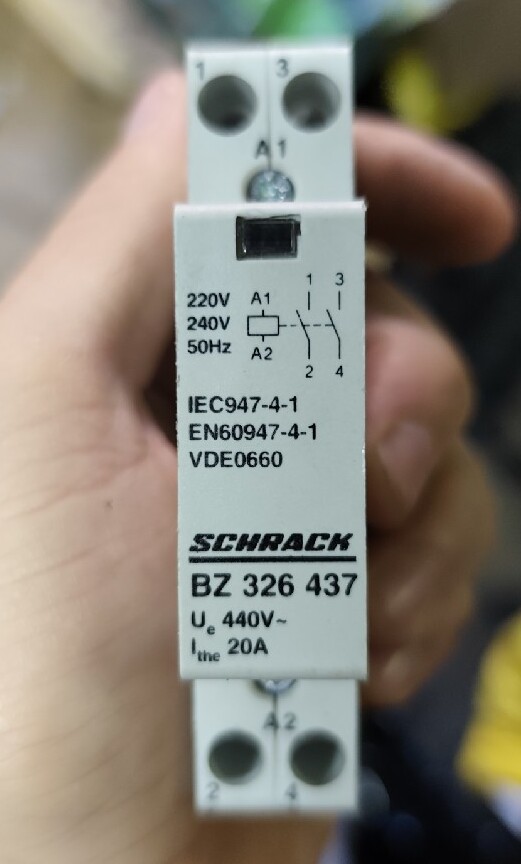 1 3
A1
220V A1 1 3
240V
50Hz A2 2 4
IEC947-4-1
EN60947-4-1
VDE0660
SCHRACK
BZ 326 437
Ue 440V~
Ithe 20A
A2
2 4